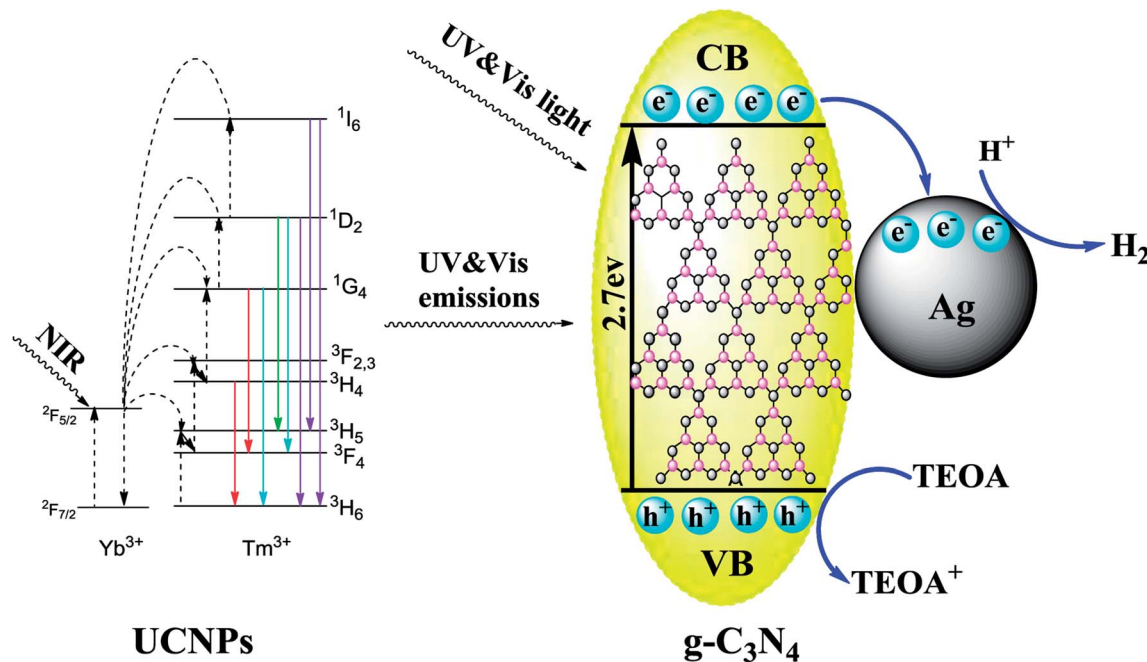 UV&Vis light
CB
e⁻ e⁻ e⁻ e⁻
¹I₆
H⁺
¹D₂
e⁻ e⁻ e⁻
H₂
UV&Vis
emissions
¹G₄
2.7ev
Ag
NIR
³F₂,₃
³H₄
²F₅/₂
³H₅
³F₄
TEOA
²F₇/₂
³H₆
h⁺ h⁺ h⁺ h⁺
Yb³⁺
Tm³⁺
VB
TEOA⁺
UCNPs
g-C₃N₄